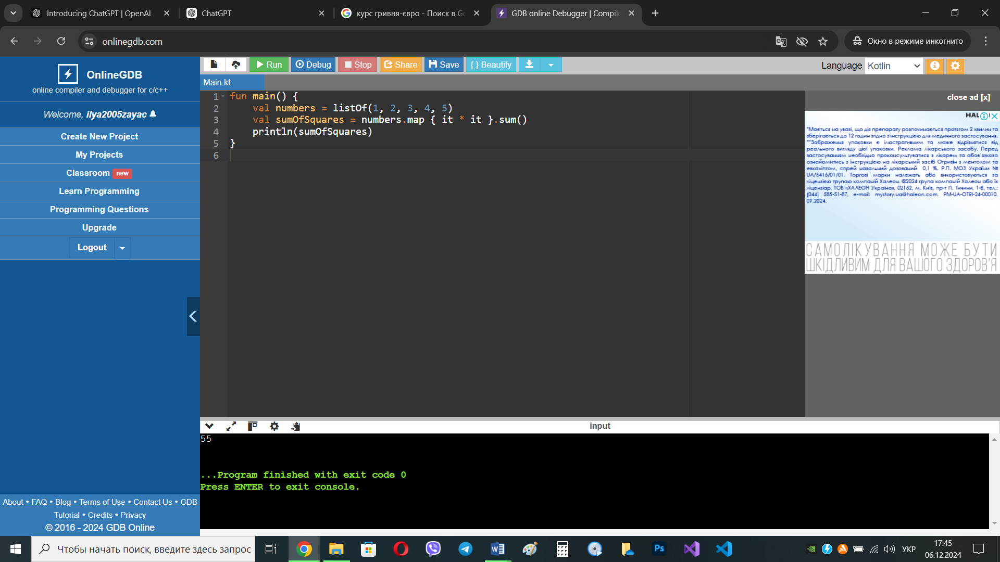 Introducing ChatGPT | OpenAI
ChatGPT
курс гривня-євро - Поиск в Go
GDB online Debugger | Compile
onlinegdb.com
Окно в режиме инкогнито
OnlineGDB
online compiler and debugger for c/c++
Welcome, ilya2005zayac
Create New Project
My Projects
Classroom new
Learn Programming
Programming Questions
Upgrade
Logout
About • FAQ • Blog • Terms of Use • Contact Us • GDB
Tutorial • Credits • Privacy
© 2016 - 2024 GDB Online
Run Debug Stop Share Save { } Beautify
Language Kotlin
Main.kt
1 fun main() {
2 val numbers = listOf(1, 2, 3, 4, 5)
3 val sumOfSquares = numbers.map { it * it }.sum()
4 println(sumOfSquares)
5 }
6
close ad [x]
HAL
*Мається на увазі, що дія препарату розпочинається протягом 2 хвилин та
зберігається до 12 годин згідно з інструкцією для медичного застосування.
**Зображення упаковки є ілюстративним та може відрізнятися від
реального вигляду цієї упаковки. Реклама лікарського засобу. Перед
застосуванням необхідно проконсультуватися з лікарем та обов'язково
ознайомитись з інструкцією на лікарський засіб Отривін з ментолом та
евкаліптом, спрей назальний дозований 0,1 %. Р.П. МОЗ України №
UA/5416/01/01. Торгові марки належать або використовуються за
ліцензією групою компаній Халеон. ©2024 група компаній Халеон або їх
ліцензіар. ТОВ «ХАЛЕОН Україна», 02152, м. Київ, пр-т П. Тичини, 1-В, тел.:
(044) 585-51-87, e-mail: mystory.ua@haleon.com. PM-UA-OTRI-24-00010.
09.2024.
САМОЛІКУВАННЯ МОЖЕ БУТИ
ШКІДЛИВИМ ДЛЯ ВАШОГО ЗДОРОВ'Я
input
55
...Program finished with exit code 0
Press ENTER to exit console.
Чтобы начать поиск, введите здесь запрос
Ps
УКР
17:45
06.12.2024